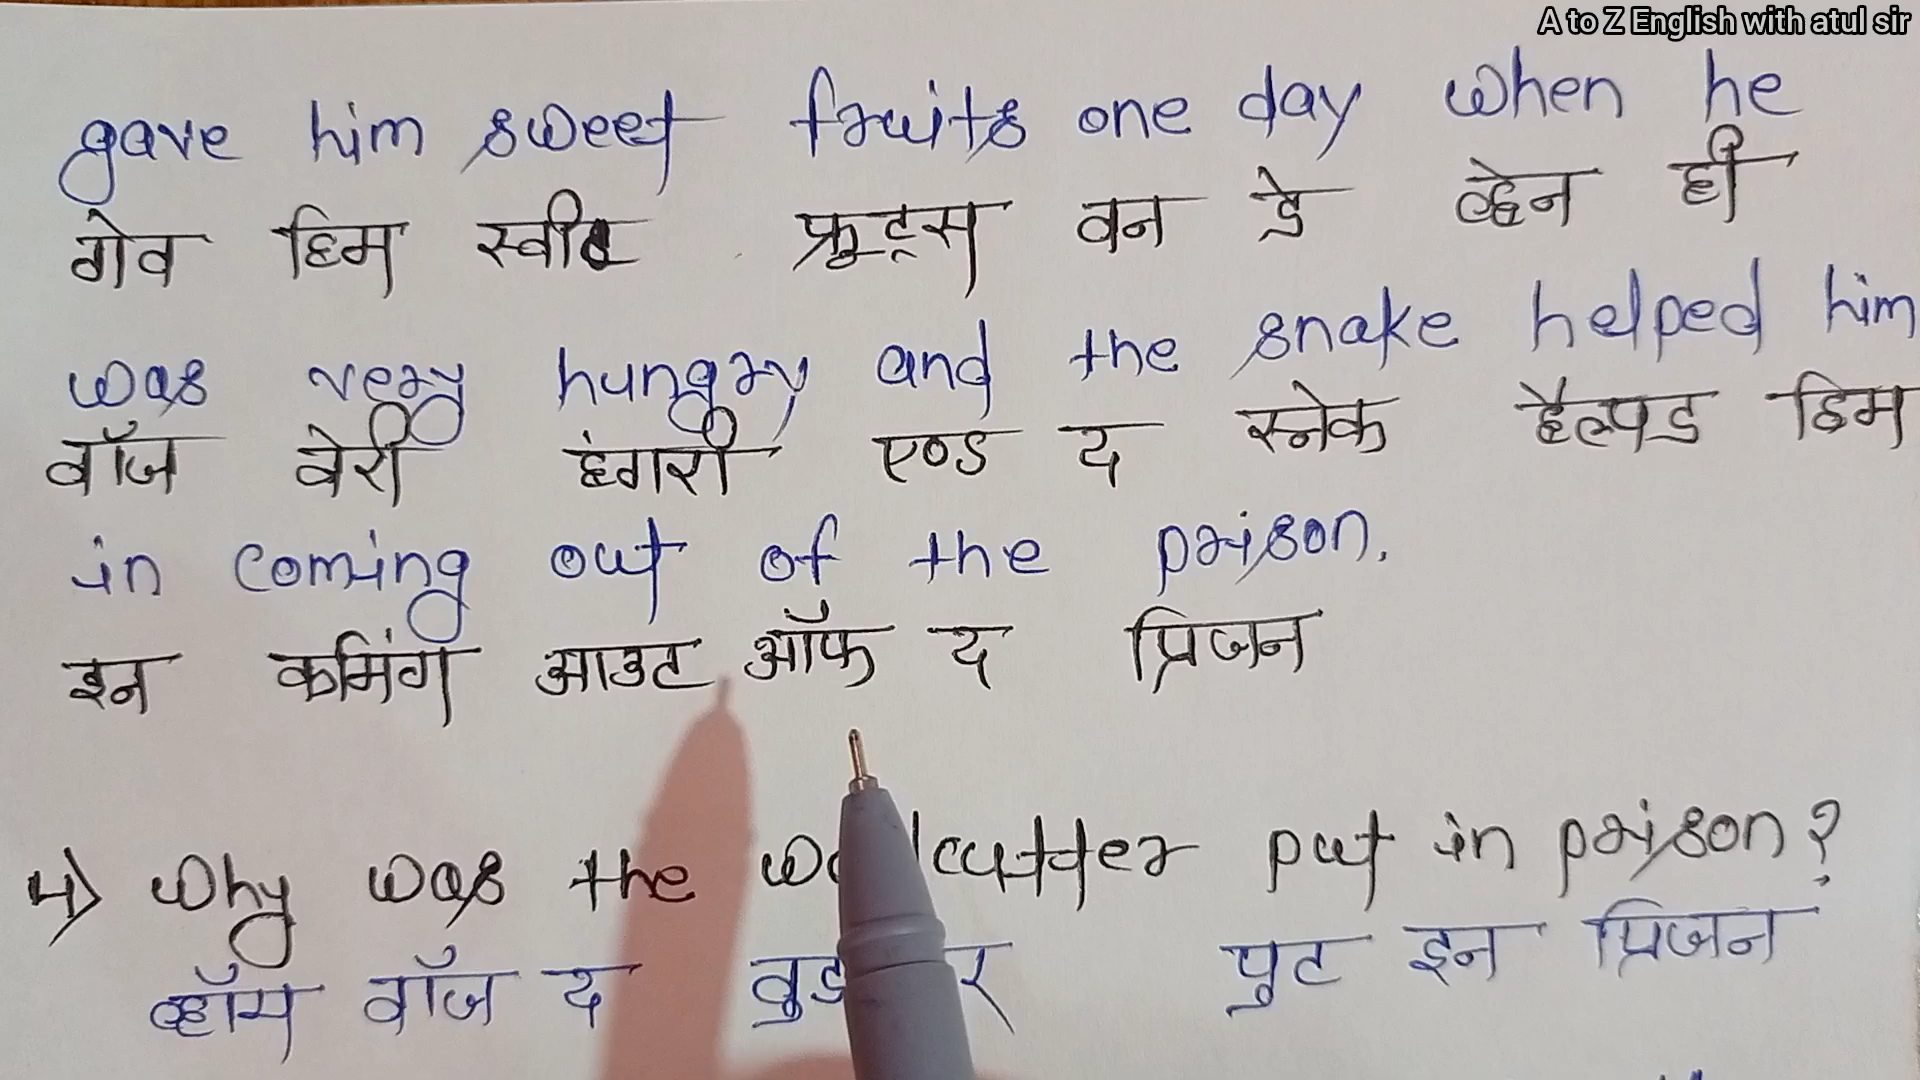 A to Z English with atul sir
gave him sweet fruits one day when he
गेव हिम स्वीट फ्रूट्स वन डे व्हेन ही
was very hungry and the snake helped him
वॉज वेरी हंगरी एण्ड द स्नेक हैल्पड हिम
in coming out of the prison.
इन कमिंग आउट ऑफ द प्रिजन
4) Why was the put in prison?
व्हॉय वॉज द पुट इन प्रिजन